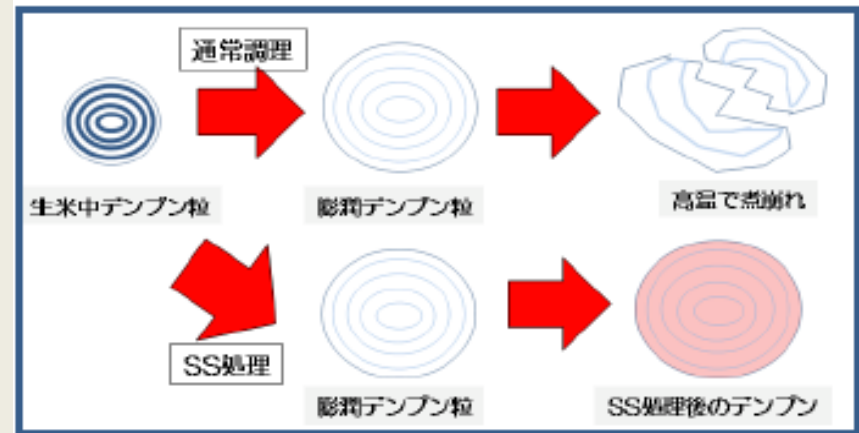 通常調理
生米中デンプン粒
膨潤デンプン粒
高温で煮崩れ
SS処理
膨潤デンプン粒
SS処理後のデンプン